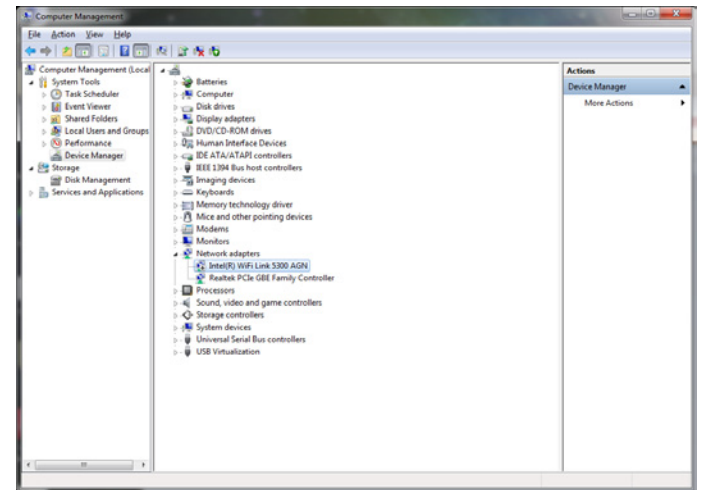 Computer Management
File Action View Help
Computer Management (Local
System Tools
Task Scheduler
Event Viewer
Shared Folders
Local Users and Groups
Performance
Device Manager
Storage
Disk Management
Services and Applications
Batteries
Computer
Disk drives
Display adapters
DVD/CD-ROM drives
Human Interface Devices
IDE ATA/ATAPI controllers
IEEE 1394 Bus host controllers
Imaging devices
Keyboards
Memory technology driver
Mice and other pointing devices
Modems
Monitors
Network adapters
Intel(R) WiFi Link 5300 AGN
Realtek PCIe GBE Family Controller
Processors
Sound, video and game controllers
Storage controllers
System devices
Universal Serial Bus controllers
USB Virtualization
Actions
Device Manager
More Actions